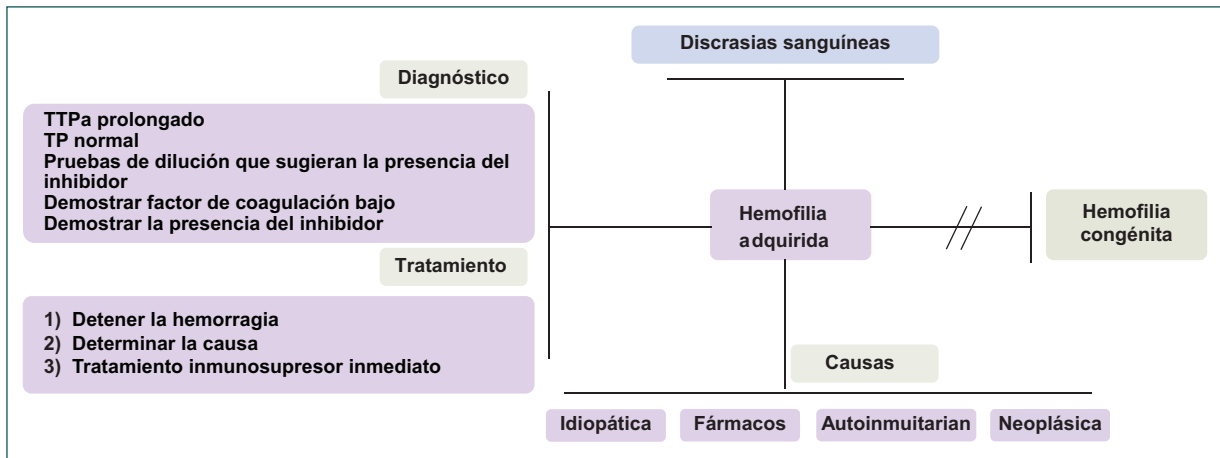 Discrasias sanguíneas
Diagnóstico
TTPa prolongado
TP normal
Pruebas de dilución que sugieran la presencia del
inhibidor
Demostrar factor de coagulación bajo
Demostrar la presencia del inhibidor
Hemofilia
adquirida
Hemofilia
congénita
Tratamiento
1) Detener la hemorragia
2) Determinar la causa
3) Tratamiento inmunosupresor inmediato
Causas
Idiopática
Fármacos
Autoinmuitarian
Neoplásica